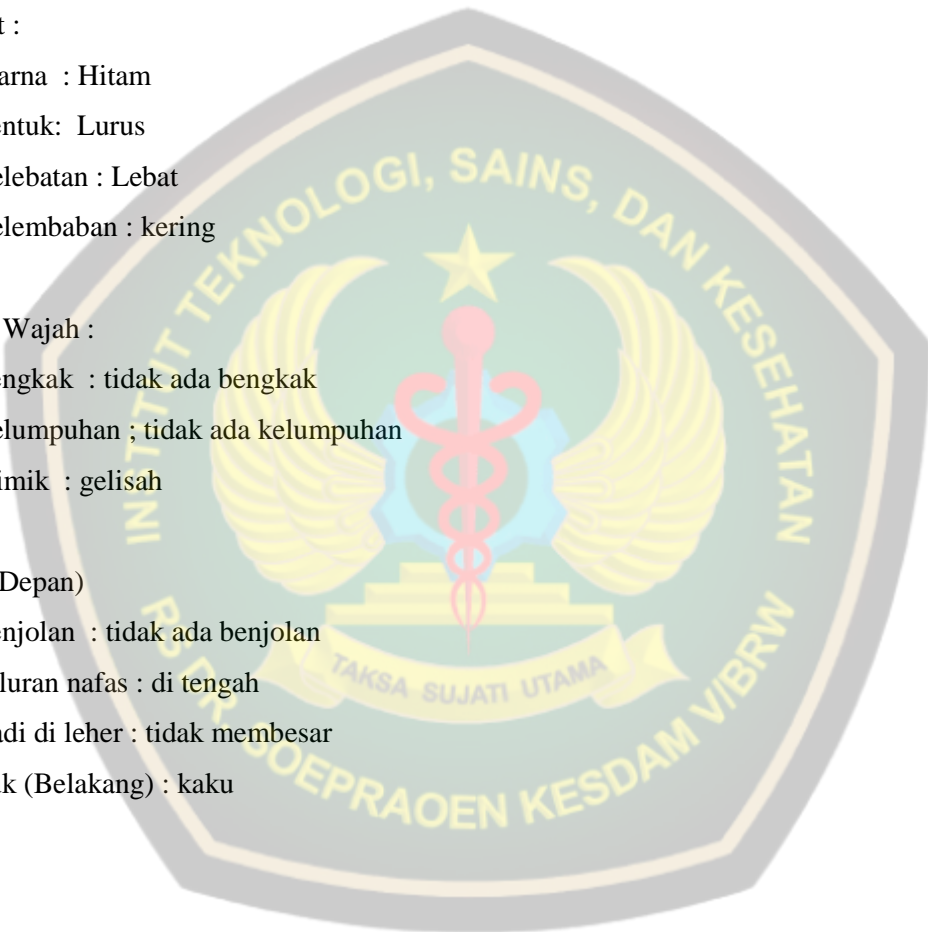 t :
arna : Hitam
entuk: Lurus
elebatan : Lebat
elembaban : kering
Wajah :
engkak : tidak ada bengkak
elumpuhan ; tidak ada kelumpuhan
imik : gelisah
Depan)
enjolan : tidak ada benjolan
luran nafas : di tengah
adi di leher : tidak membesar
uk (Belakang) : kaku
INSTITUT TEKNOLOGI, SAINS, DAN KESEHATAN
TAKSA SUJATI UTAMA
RS DR. SOEPRAOEN KESDAM V/BRW